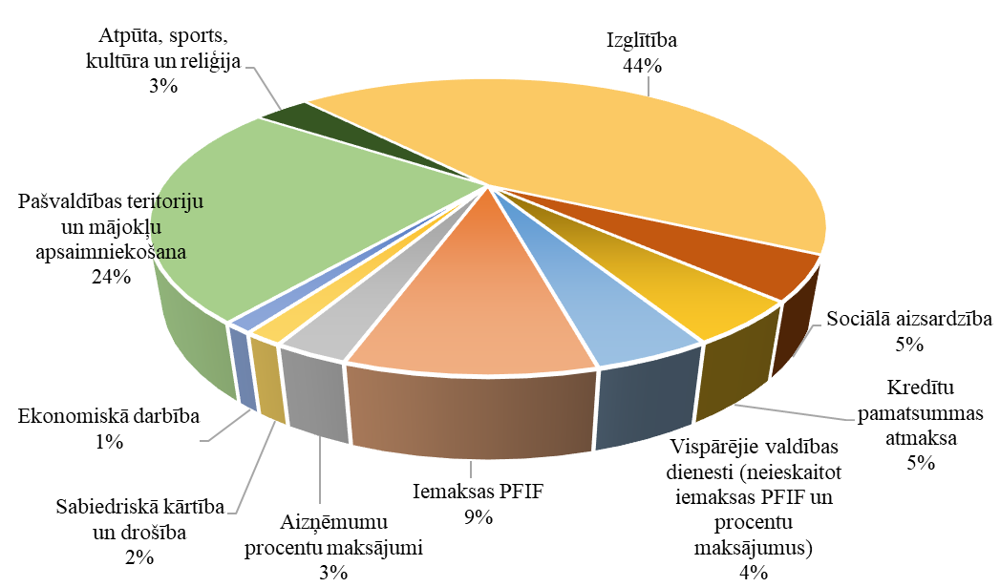 Atpūta, sports,
kultūra un reliģija
3%
Izglītība
44%
Pašvaldības teritoriju
un mājokļu
apsaimniekošana
24%
Sociālā aizsardzība
5%
Kredītu
pamatsummas
atmaksa
5%
Ekonomiskā darbība
1%
Vispārējie valdības
dienesti (neieskaitot
iemaksas PFIF un
procentu
maksājumus)
4%
Iemaksas PFIF
9%
Sabiedriskā kārtība
un drošība
2%
Aizņēmumu
procentu maksājumi
3%